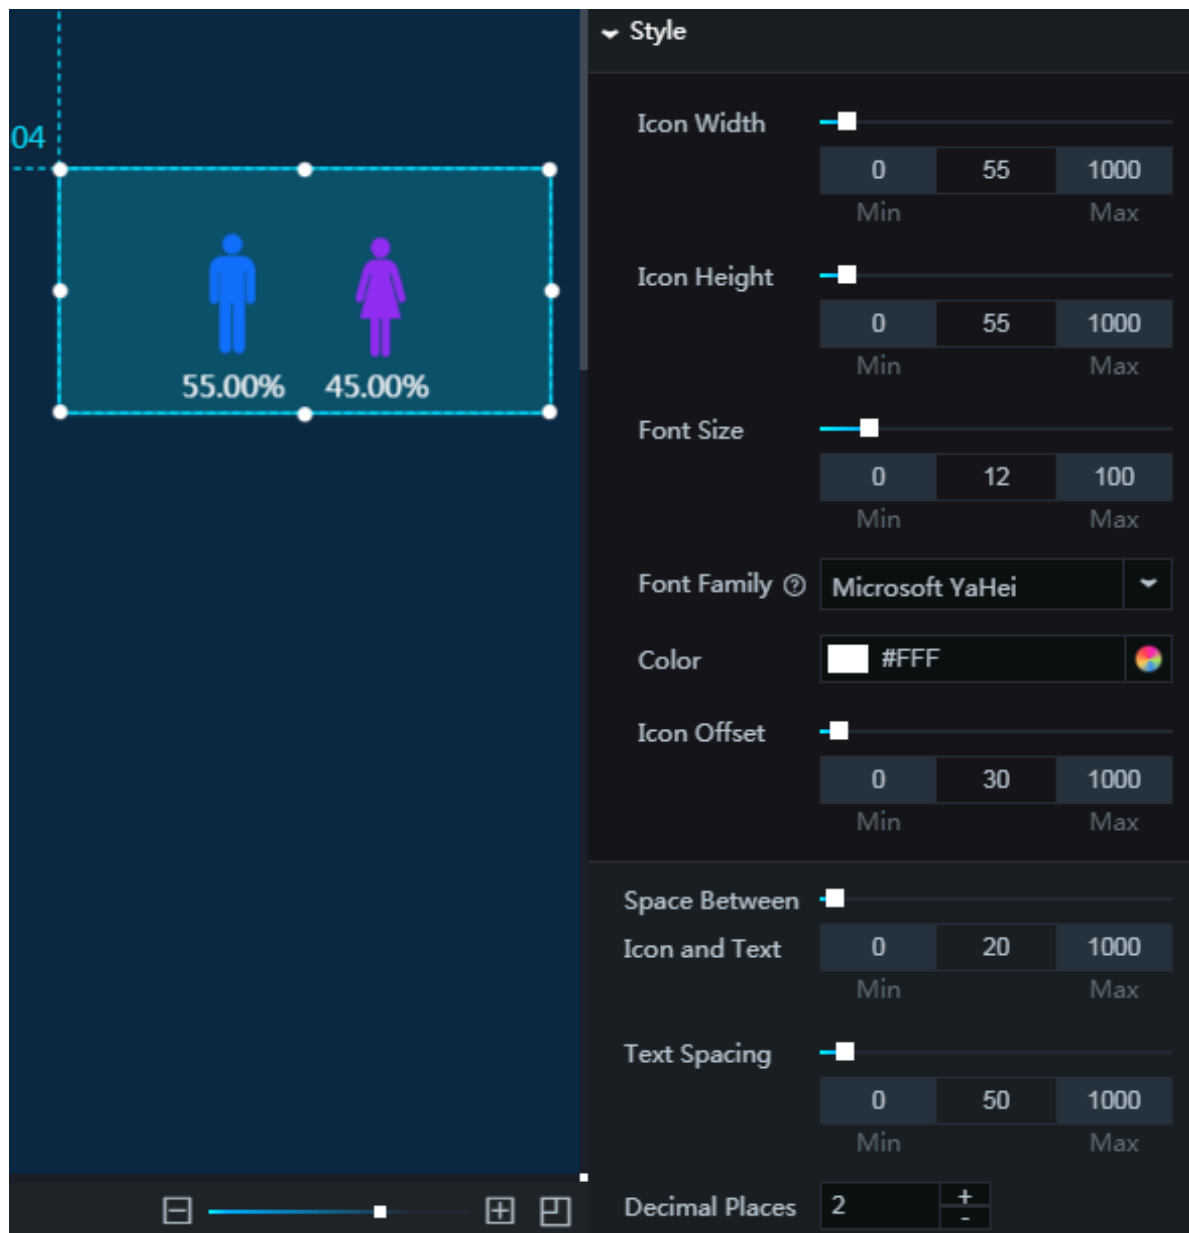 04
55.00% 45.00%
Style
Icon Width
0 55 1000
Min Max
Icon Height
0 55 1000
Min Max
Font Size
0 12 100
Min Max
Font Family ? Microsoft YaHei
Color #FFF
Icon Offset
0 30 1000
Min Max
Space Between
Icon and Text 0 20 1000
Min Max
Text Spacing
0 50 1000
Min Max
Decimal Places 2 + -